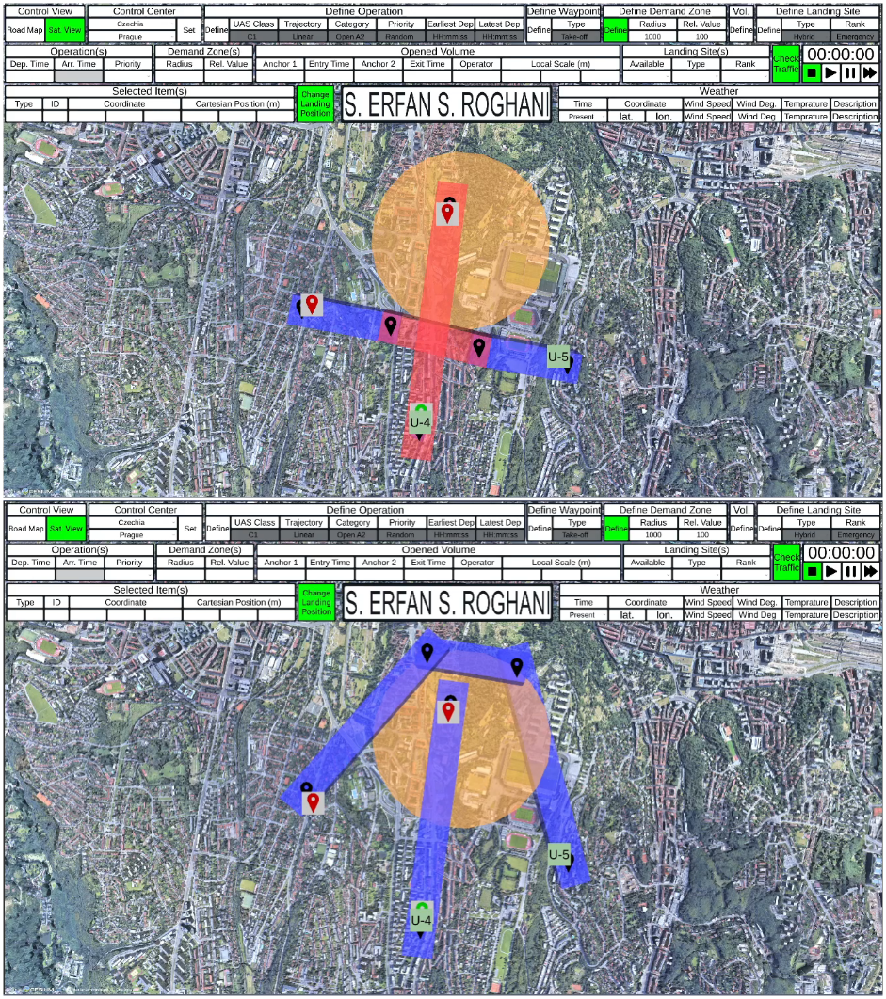 Control View Control Center Define Operation Define Waypoint Define Demand Zone Vol. Define Landing Site
Road Map Sat. View Czechia Prague Set Define UAS Class Trajectory Category Priority Earliest Dep Latest Dep Define Type Define Radius Rel. Value Define Define Type Rank
C1 Linear Open A2 Random HH:mm:ss HH:mm:ss Take-off 1000 100 Hybrid Emergency
Operation(s) Demand Zone(s) Opened Volume Landing Site(s) Check Traffic 00:00:00
Dep. Time Arr. Time Priority Radius Rel. Value Anchor 1 Entry Time Anchor 2 Exit Time Operator Local Scale (m) Available Type Rank
Selected Item(s) Change Landing Position S. ERFAN S. ROGHANI Weather
Type ID Coordinate Cartesian Position (m) Time Coordinate Wind Speed Wind Deg. Temprature Description
Present lat. lon. Wind Speed Wind Deg Temprature Description
U-5
U-4
Control View Control Center Define Operation Define Waypoint Define Demand Zone Vol. Define Landing Site
Road Map Sat. View Czechia Prague Set Define UAS Class Trajectory Category Priority Earliest Dep Latest Dep Define Type Define Radius Rel. Value Define Define Type Rank
C1 Linear Open A2 Random HH:mm:ss HH:mm:ss Take-off 1000 100 Hybrid Emergency
Operation(s) Demand Zone(s) Opened Volume Landing Site(s) Check Traffic 00:00:00
Dep. Time Arr. Time Priority Radius Rel. Value Anchor 1 Entry Time Anchor 2 Exit Time Operator Local Scale (m) Available Type Rank
Selected Item(s) Change Landing Position S. ERFAN S. ROGHANI Weather
Type ID Coordinate Cartesian Position (m) Time Coordinate Wind Speed Wind Deg. Temprature Description
Present lat. lon. Wind Speed Wind Deg Temprature Description
U-5
U-4